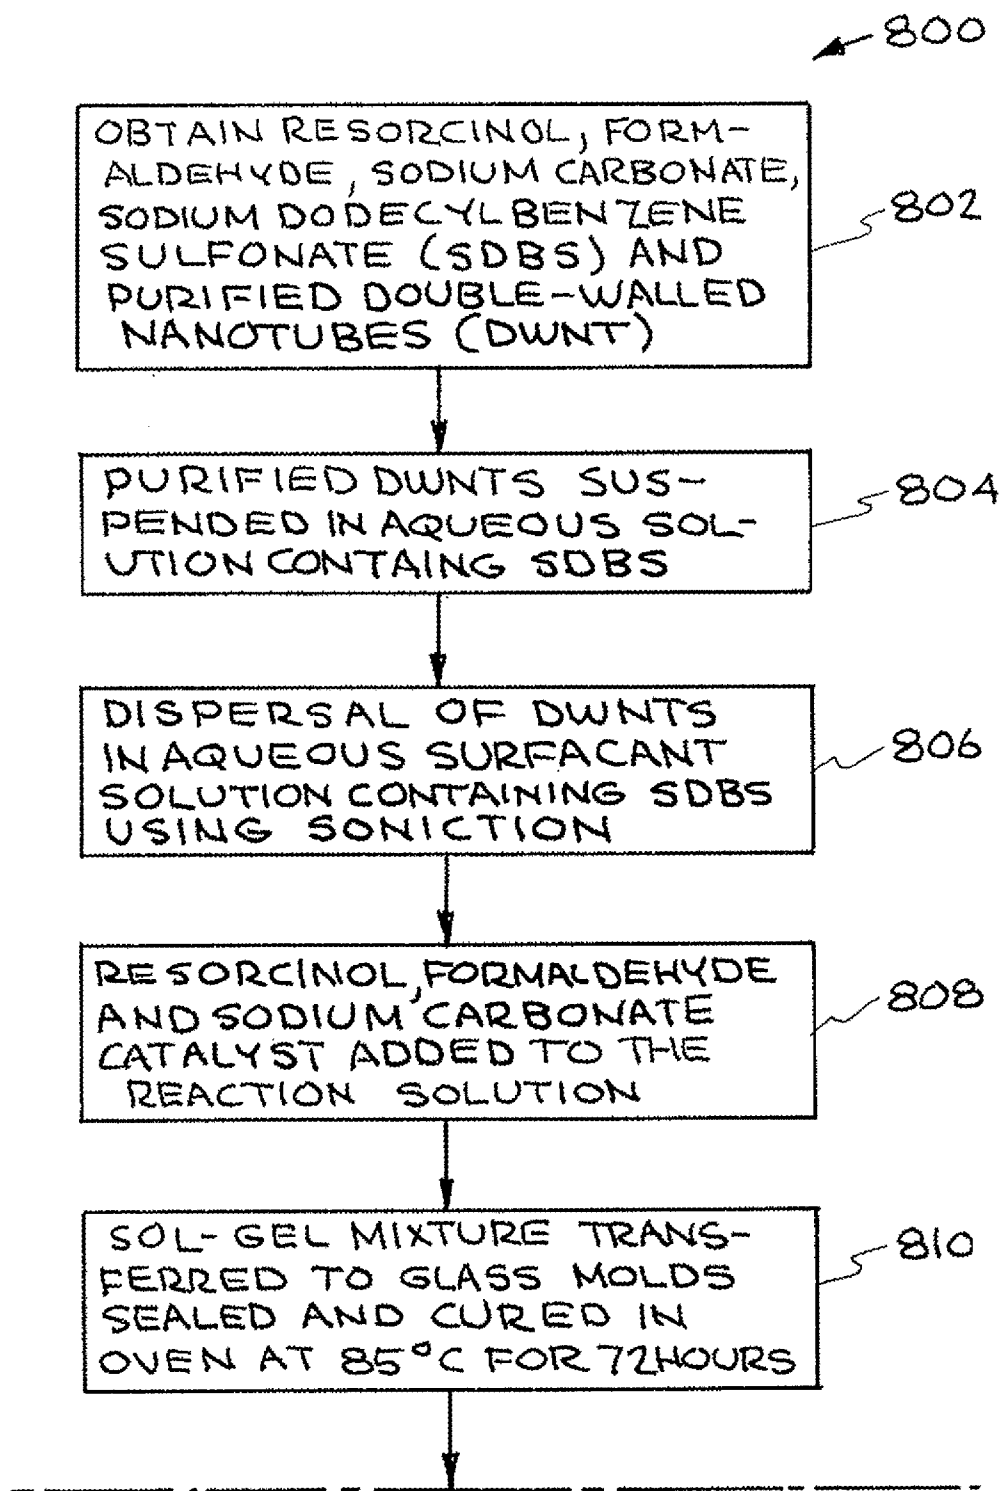 800
OBTAIN RESORCINOL, FORM-
ALDEHYDE, SODIUM CARBONATE,
SODIUM DODECYLBENZENE
SULFONATE (SDBS) AND
PURIFIED DOUBLE-WALLED
NANOTUBES (DWNT)
802
PURIFIED DWNTS SUS-
PENDED IN AQUEOUS SOL-
UTION CONTAING SDBS
804
DISPERSAL OF DWNTS
IN AQUEOUS SURFACANT
SOLUTION CONTAINING SDBS
USING SONICTION
806
RESORCINOL, FORMALDEHYDE
AND SODIUM CARBONATE
CATALYST ADDED TO THE
REACTION SOLUTION
808
SOL-GEL MIXTURE TRANS-
FERRED TO GLASS MOLDS
SEALED AND CURED IN
OVEN AT 85°C FOR 72HOURS
810